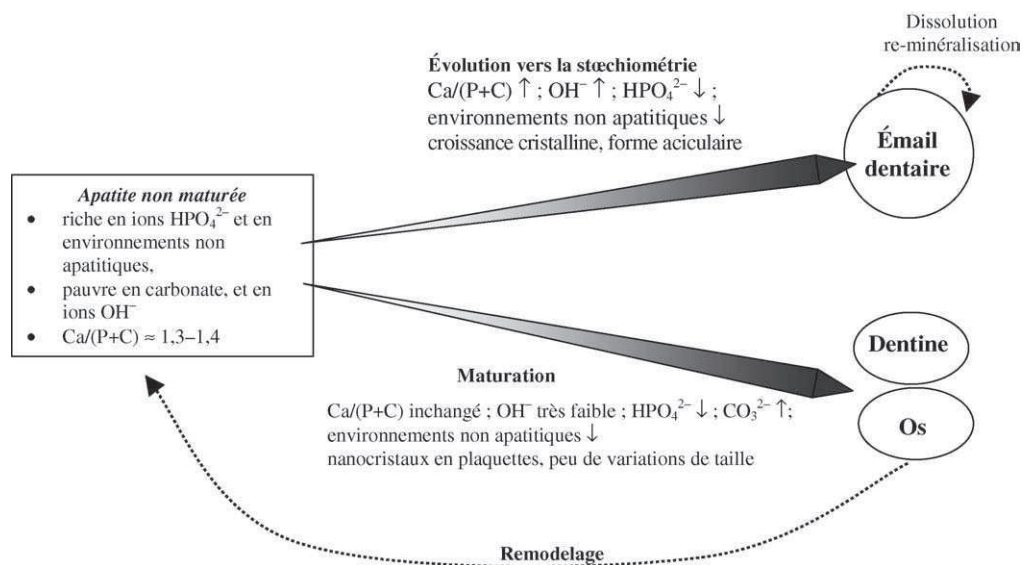 Dissolution
re-minéralisation
Évolution vers la stœchiométrie
Ca/(P+C) ↑ ; OH⁻ ↑ ; HPO₄²⁻ ↓ ;
environnements non apatitiques ↓
croissance cristalline, forme aciculaire
Émail
dentaire
Apatite non maturée
• riche en ions HPO₄²⁻ et en
environnements non
apatitiques,
• pauvre en carbonate, et en
ions OH⁻
• Ca/(P+C) ≈ 1,3–1,4
Dentine
Os
Maturation
Ca/(P+C) inchangé ; OH⁻ très faible ; HPO₄²⁻ ↓ ; CO₃²⁻ ↑;
environnements non apatitiques ↓
nanocristaux en plaquettes, peu de variations de taille
Remodelage